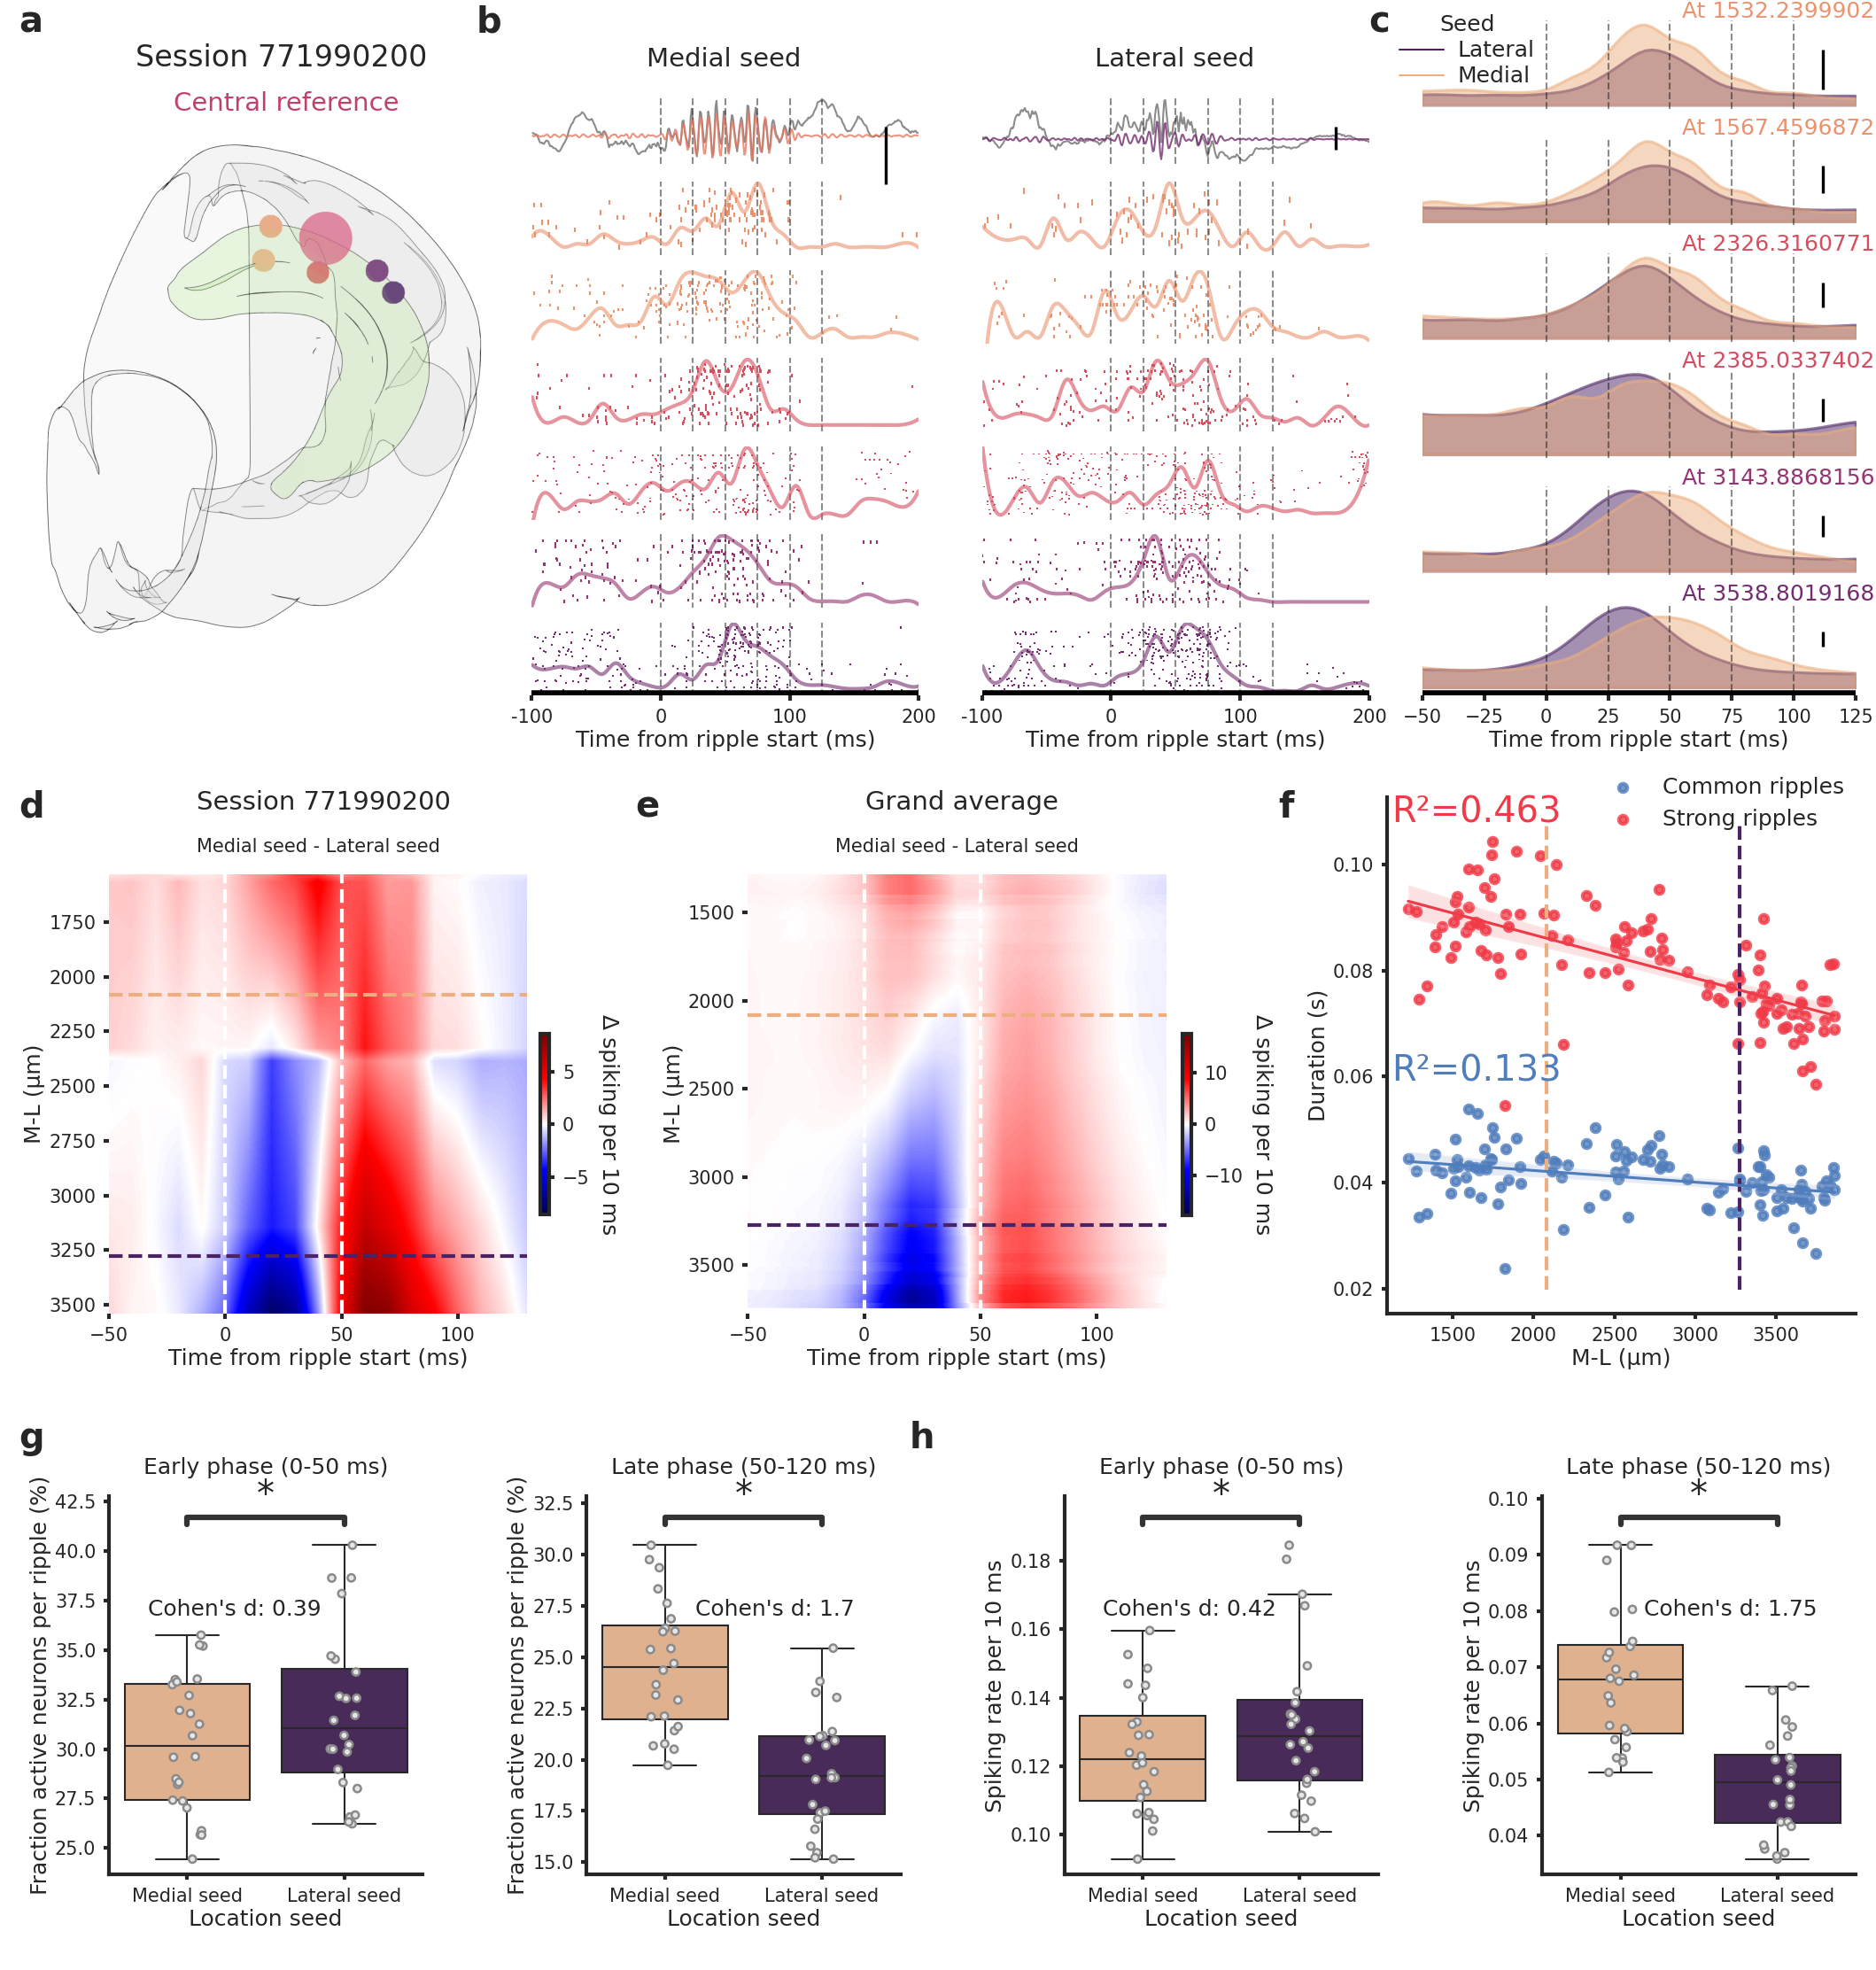 a
Session 771990200
Central reference
b
Medial seed
Lateral seed
-100
0
100
200
Time from ripple start (ms)
-100
0
100
200
Time from ripple start (ms)
c
Seed
Lateral
Medial
At 1532.2399902
At 1567.4596872
At 2326.3160771
At 2385.0337402
At 3143.8868156
At 3538.8019168
−50
−25
0
25
50
75
100
125
Time from ripple start (ms)
d
Session 771990200
Medial seed - Lateral seed
M-L (μm)
1750
2000
2250
2500
2750
3000
3250
3500
−50
0
50
100
Time from ripple start (ms)
5
0
−5
Δ spiking per 10 ms
e
Grand average
Medial seed - Lateral seed
M-L (μm)
1500
2000
2500
3000
3500
−50
0
50
100
Time from ripple start (ms)
10
0
−10
Δ spiking per 10 ms
f
Common ripples
Strong ripples
R²=0.463
R²=0.133
Duration (s)
0.10
0.08
0.06
0.04
0.02
1500
2000
2500
3000
3500
M-L (μm)
g
Early phase (0-50 ms)
*
Cohen's d: 0.39
Fraction active neurons per ripple (%)
42.5
40.0
37.5
35.0
32.5
30.0
27.5
25.0
Medial seed
Lateral seed
Location seed
Late phase (50-120 ms)
*
Cohen's d: 1.7
Fraction active neurons per ripple (%)
32.5
30.0
27.5
25.0
22.5
20.0
17.5
15.0
Medial seed
Lateral seed
Location seed
h
Early phase (0-50 ms)
*
Cohen's d: 0.42
Spiking rate per 10 ms
0.18
0.16
0.14
0.12
0.10
Medial seed
Lateral seed
Location seed
Late phase (50-120 ms)
*
Cohen's d: 1.75
Spiking rate per 10 ms
0.10
0.09
0.08
0.07
0.06
0.05
0.04
Medial seed
Lateral seed
Location seed